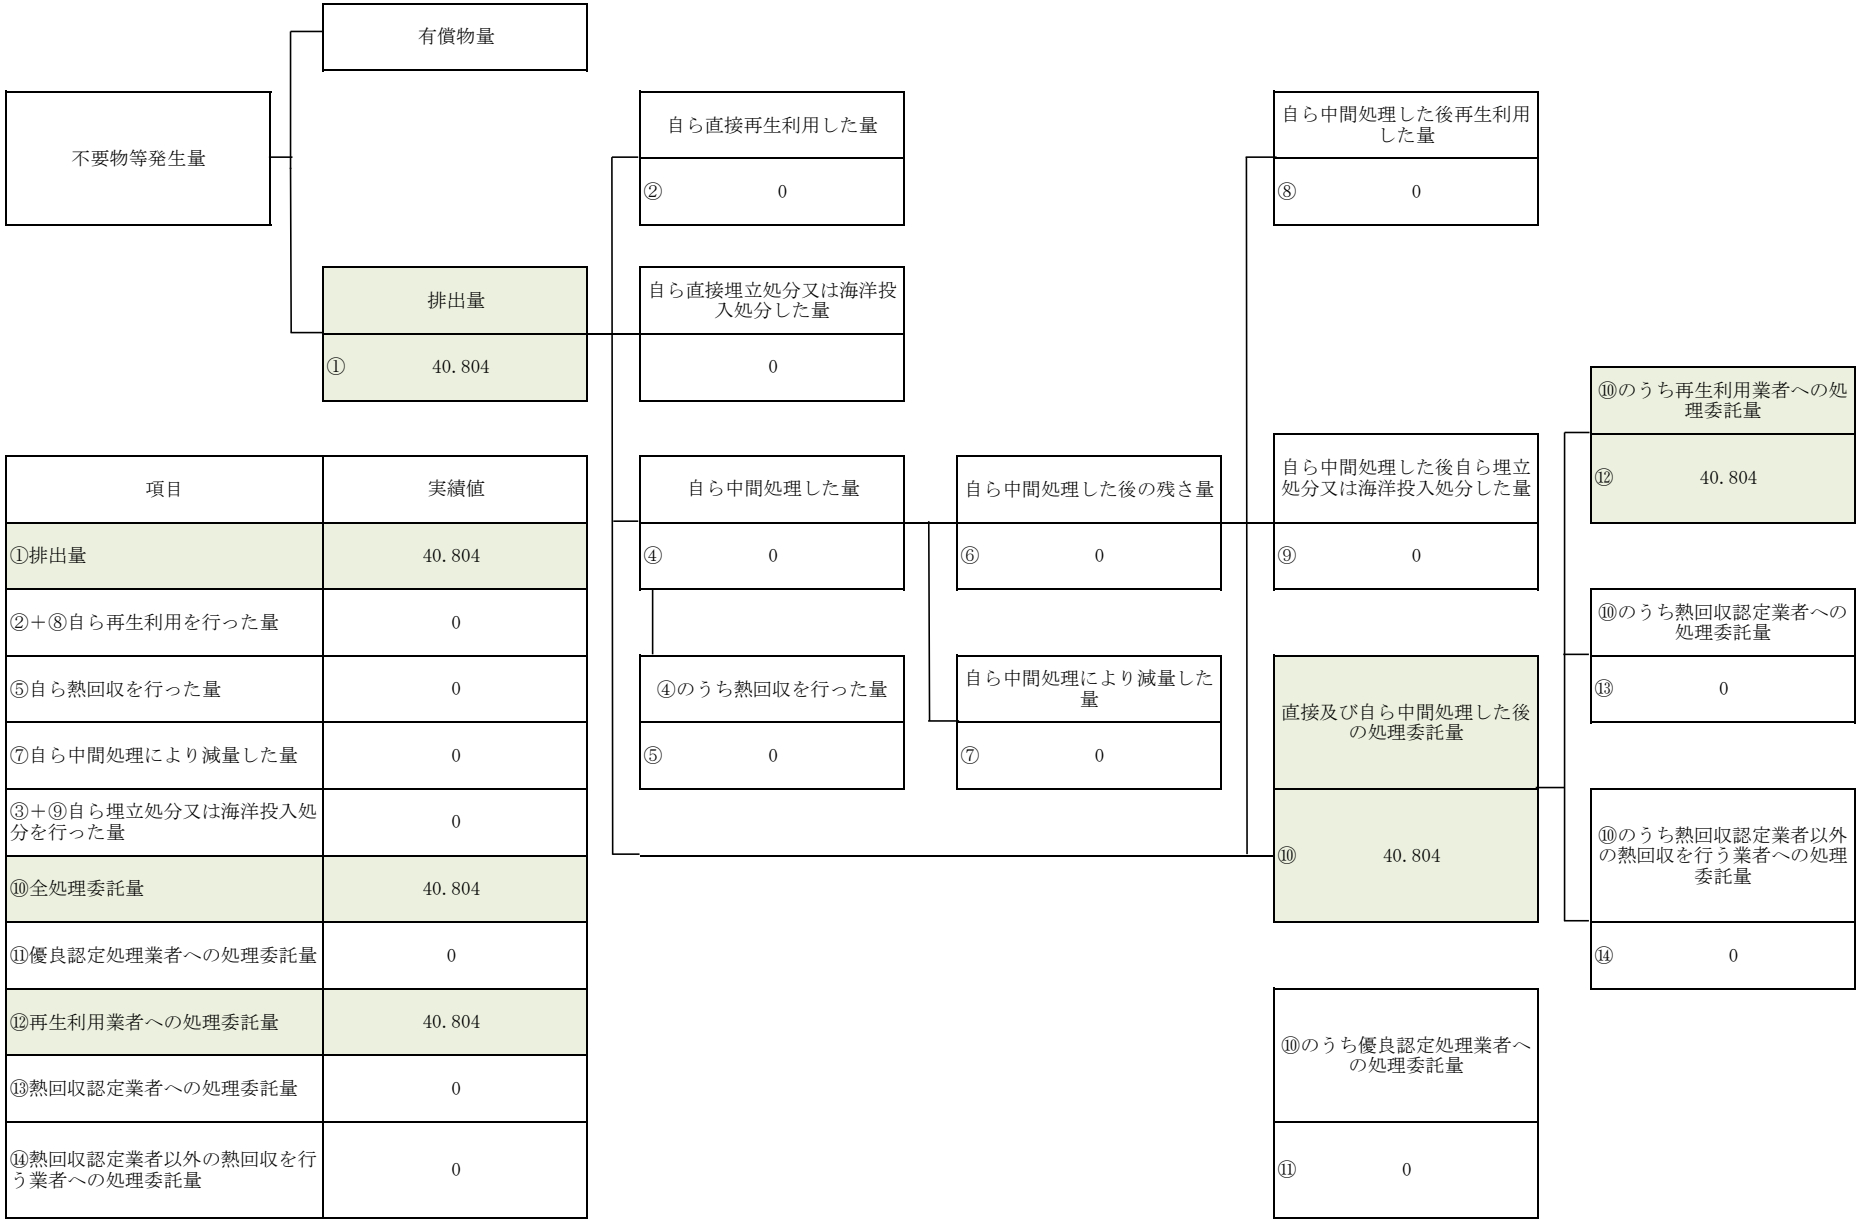 有償物量
不要物等発生量
自ら直接再生利用した量
② 0
自ら中間処理した後再生利用
した量
⑧ 0
排出量
① 40.804
自ら直接埋立処分又は海洋投
入処分した量
0
⑩のうち再生利用業者への処
理委託量
⑫ 40.804
自ら中間処理した量
④ 0
自ら中間処理した後の残さ量
⑥ 0
自ら中間処理した後自ら埋立
処分又は海洋投入処分した量
⑨ 0
⑩のうち熱回収認定業者への
処理委託量
⑬ 0
④のうち熱回収を行った量
⑤ 0
自ら中間処理により減量した
量
⑦ 0
直接及び自ら中間処理した後
の処理委託量
⑩ 40.804
⑩のうち熱回収認定業者以外
の熱回収を行う業者への処理
委託量
⑭ 0
⑩のうち優良認定処理業者へ
の処理委託量
⑪ 0
項目 実績値
①排出量 40.804
②+⑧自ら再生利用を行った量 0
⑤自ら熱回収を行った量 0
⑦自ら中間処理により減量した量 0
③+⑨自ら埋立処分又は海洋投入処
分を行った量 0
⑩全処理委託量 40.804
⑪優良認定処理業者への処理委託量 0
⑫再生利用業者への処理委託量 40.804
⑬熱回収認定業者への処理委託量 0
⑭熱回収認定業者以外の熱回収を行
う業者への処理委託量 0